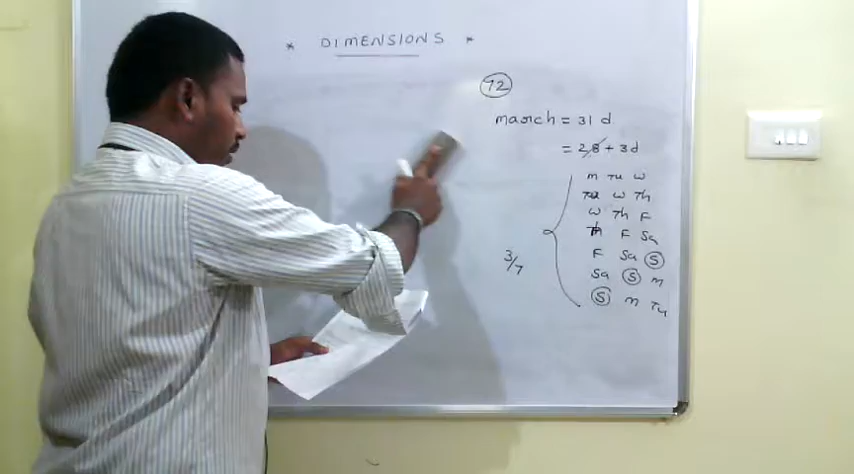 * DIMENSIONS *
72
march = 31 d
= 28 + 3d
M Tu W
Tu W Th
W Th F
Th F Sa
3/7
F Sa S
Sa S M
S M Tu